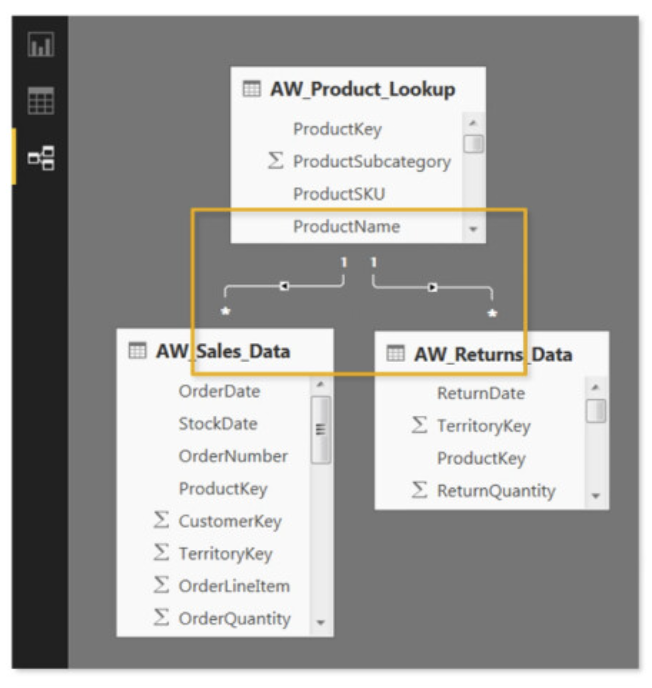 AW_Product_Lookup
ProductKey
Σ ProductSubcategory
ProductSKU
ProductName
1 1
* *
AW_Sales_Data
OrderDate
StockDate
OrderNumber
ProductKey
Σ CustomerKey
Σ TerritoryKey
Σ OrderLineItem
Σ OrderQuantity
AW_Returns_Data
ReturnDate
Σ TerritoryKey
ProductKey
Σ ReturnQuantity